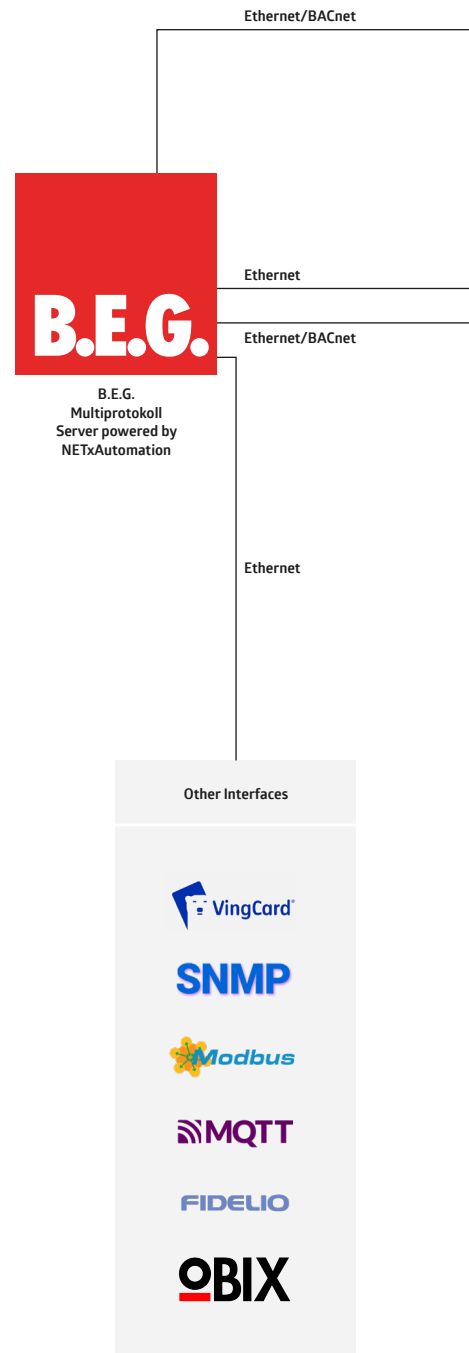 Ethernet/BACnet
B.E.G.
Ethernet
Ethernet/BACnet
B.E.G.
Multiprotokoll
Server powered by
NETxAutomation
Ethernet
Other Interfaces
VingCard®
SNMP
Modbus
MQTT
FIDELIO
OBIX